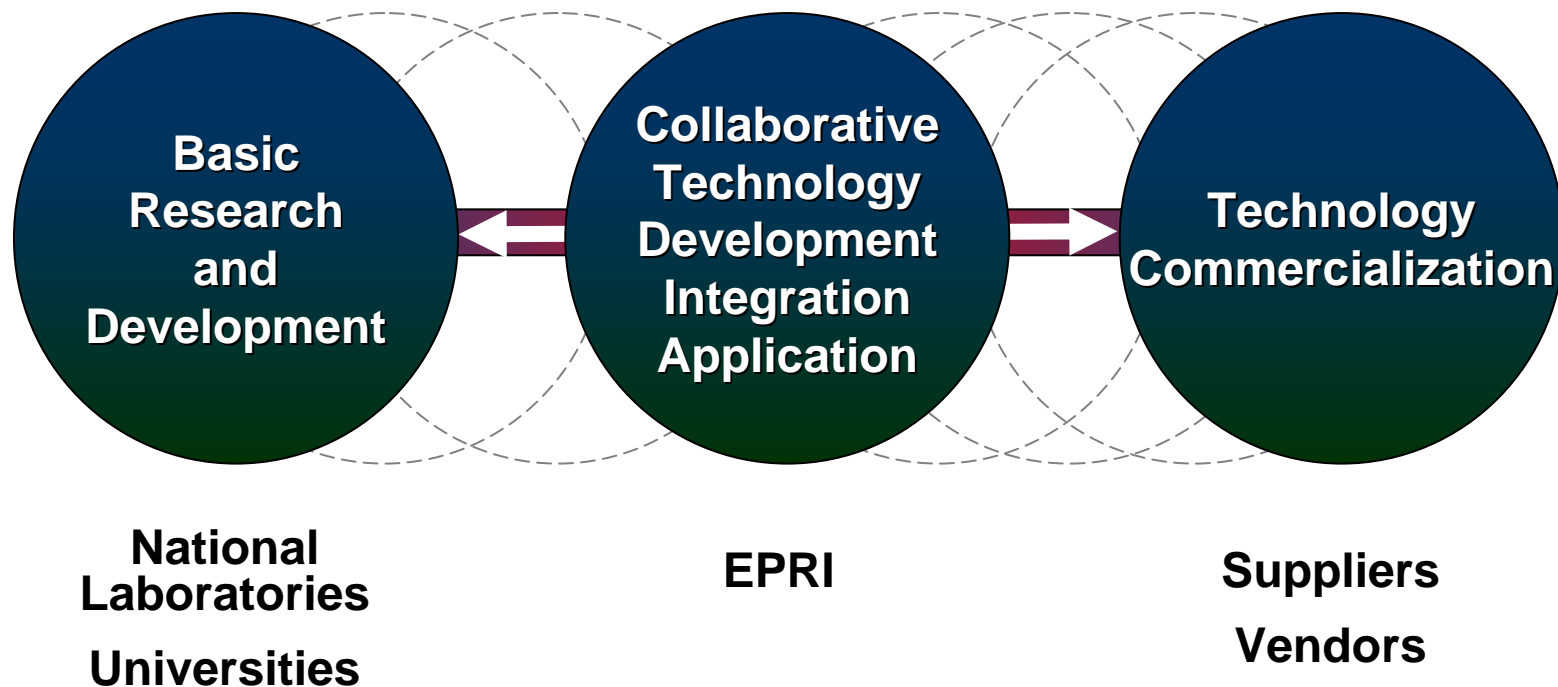 Basic
Research
and
Development
Collaborative
Technology
Development
Integration
Application
Technology
Commercialization
National
Laboratories
Universities
EPRI
Suppliers
Vendors